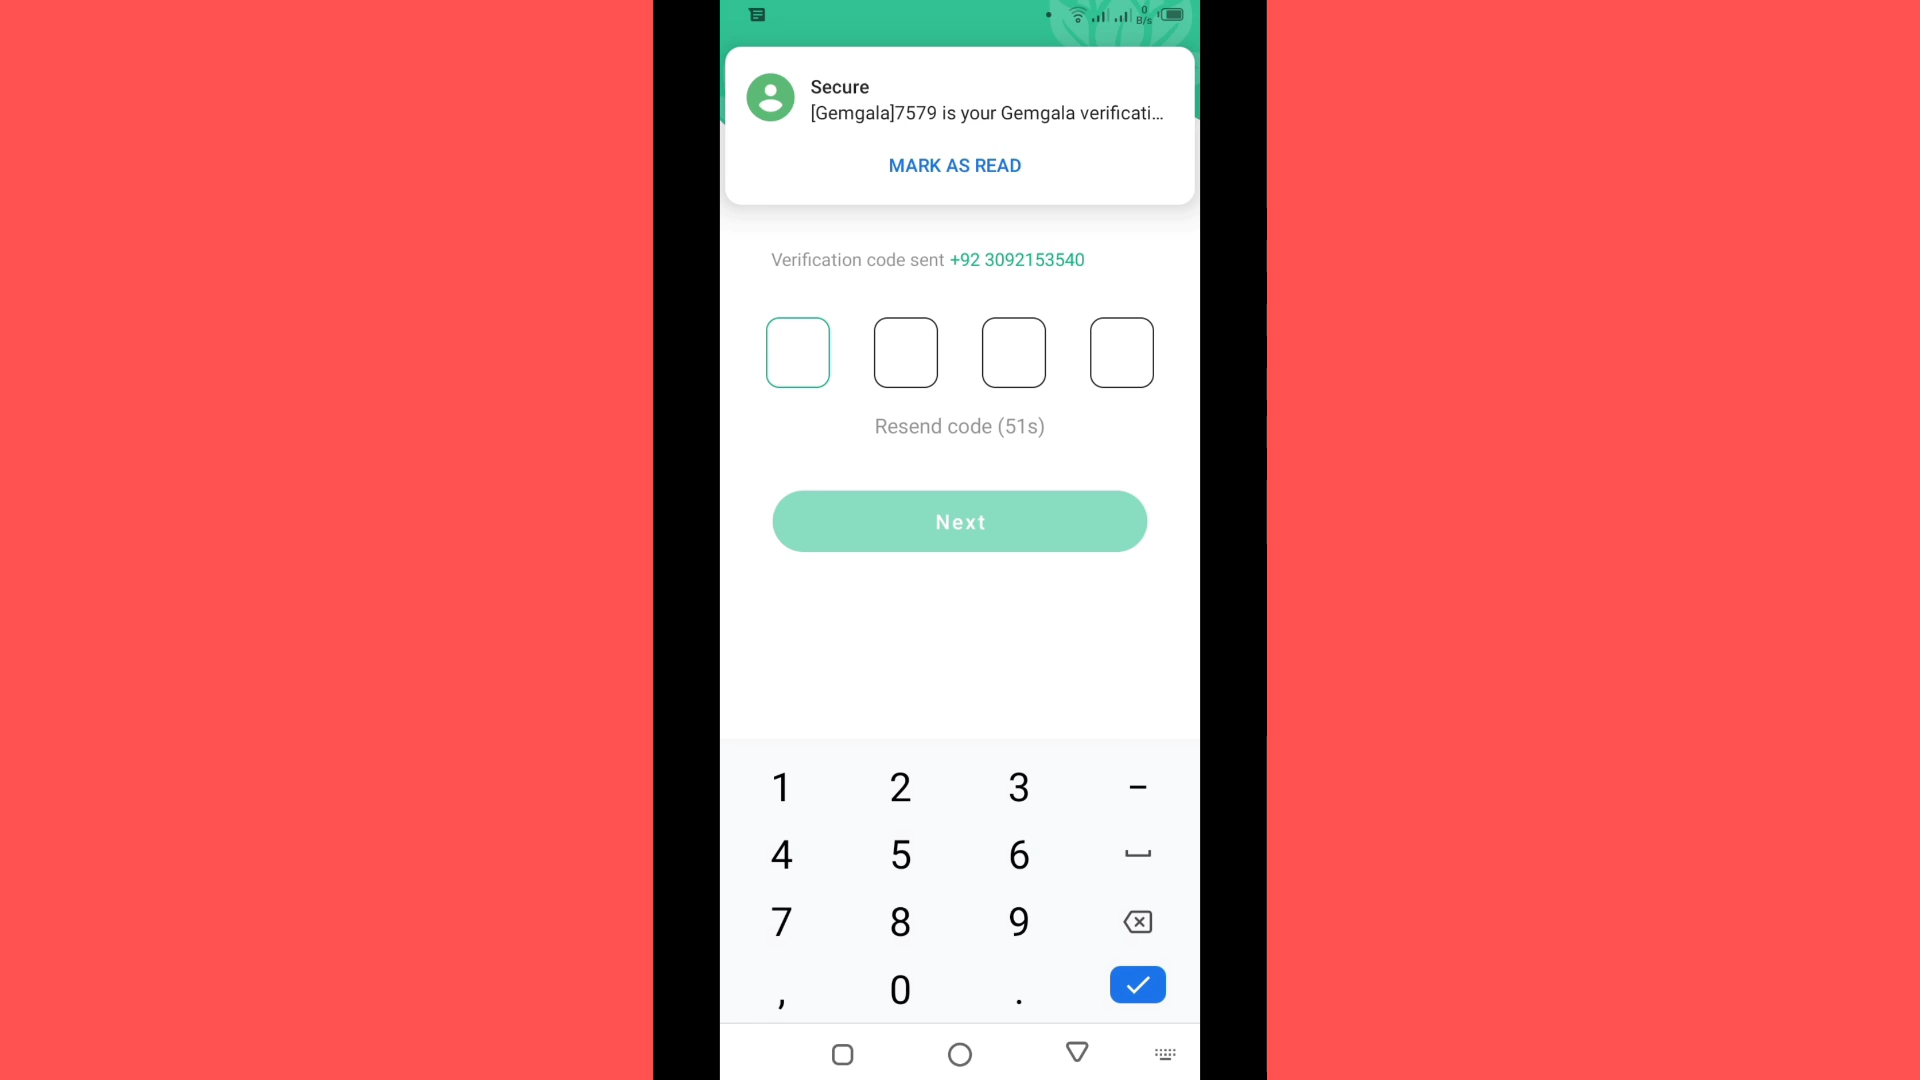 0
B/s
Secure
[Gemgala]7579 is your Gemgala verificati...
MARK AS READ
Verification code sent +92 3092153540
Resend code (51s)
Next
1 2 3 –
4 5 6
7 8 9
, 0 .